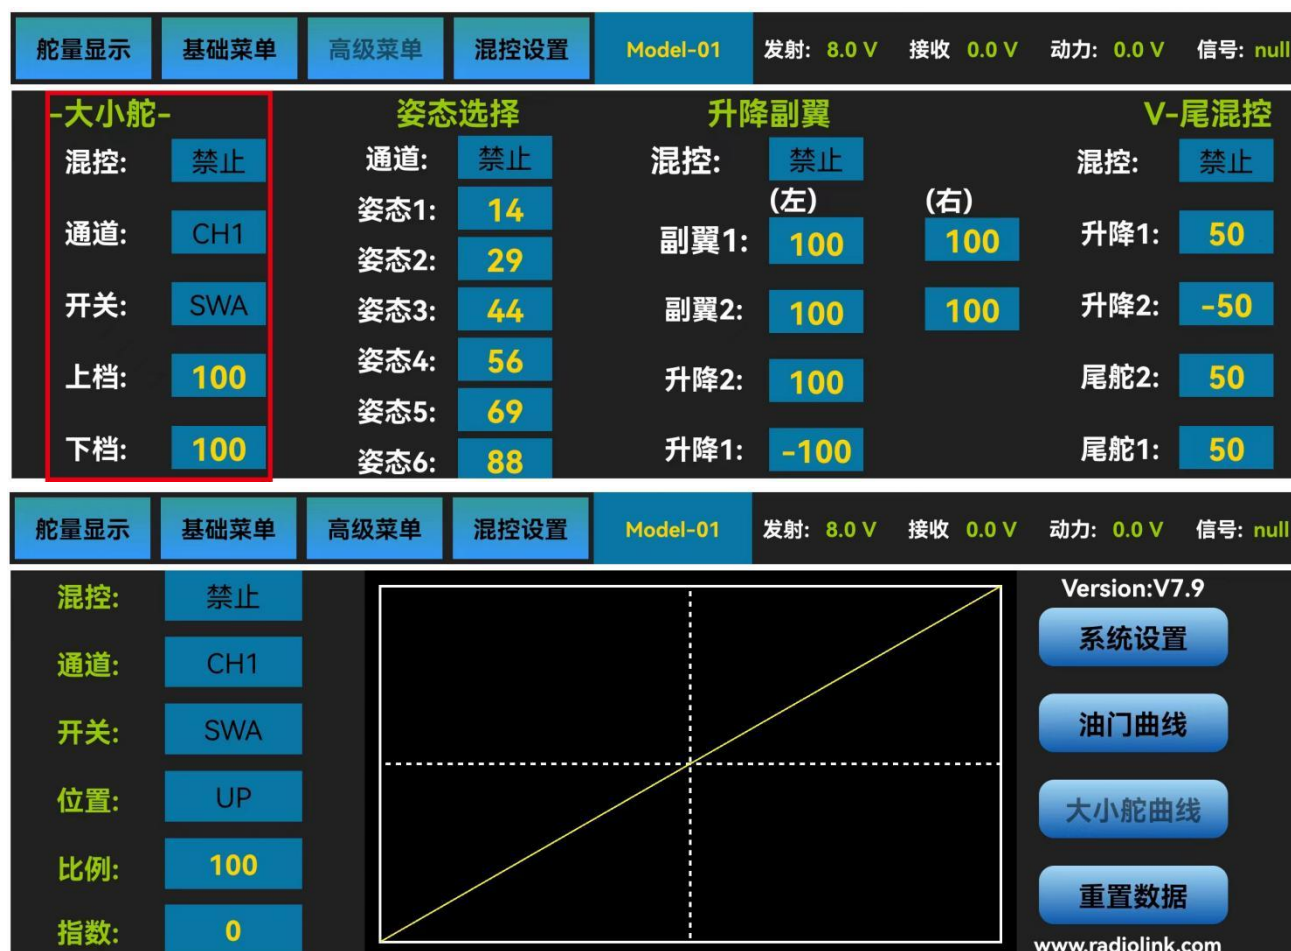 舵量显示 基础菜单 高级菜单 混控设置 Model-01 发射: 8.0 V 接收 0.0 V 动力: 0.0 V 信号: null
-大小舵- 姿态选择 升降副翼 V-尾混控
混控: 禁止 通道: 禁止 混控: 禁止 混控: 禁止
姿态1: 14 (左) (右)
通道: CH1 副翼1: 100 100 升降1: 50
姿态2: 29
开关: SWA 姿态3: 44 副翼2: 100 100 升降2: -50
上档: 100 姿态4: 56 升降2: 100 尾舵2: 50
姿态5: 69
下档: 100 姿态6: 88 升降1: -100 尾舵1: 50
舵量显示 基础菜单 高级菜单 混控设置 Model-01 发射: 8.0 V 接收 0.0 V 动力: 0.0 V 信号: null
混控: 禁止 Version:V7.9
系统设置
通道: CH1
开关: SWA 油门曲线
位置: UP 大小舵曲线
比例: 100
重置数据
指数: 0 www.radiolink.com